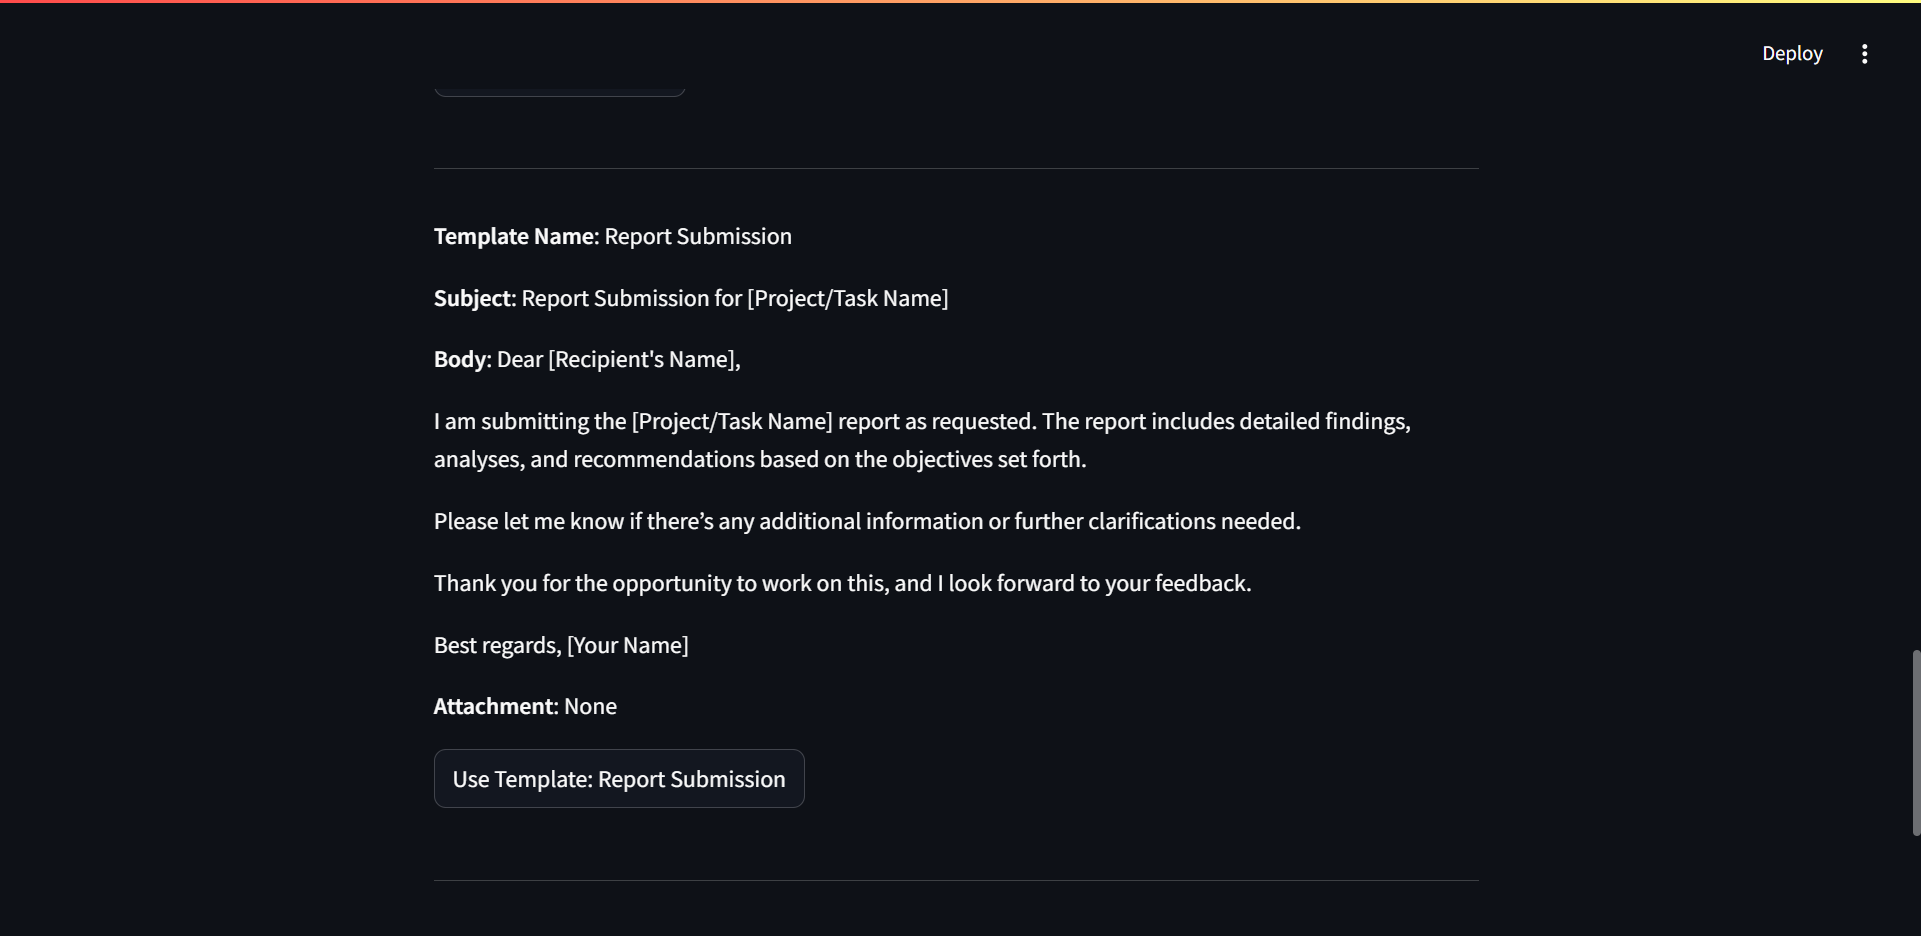 Deploy
Template Name: Report Submission
Subject: Report Submission for [Project/Task Name]
Body: Dear [Recipient's Name],
I am submitting the [Project/Task Name] report as requested. The report includes detailed findings,
analyses, and recommendations based on the objectives set forth.
Please let me know if there’s any additional information or further clarifications needed.
Thank you for the opportunity to work on this, and I look forward to your feedback.
Best regards, [Your Name]
Attachment: None
Use Template: Report Submission